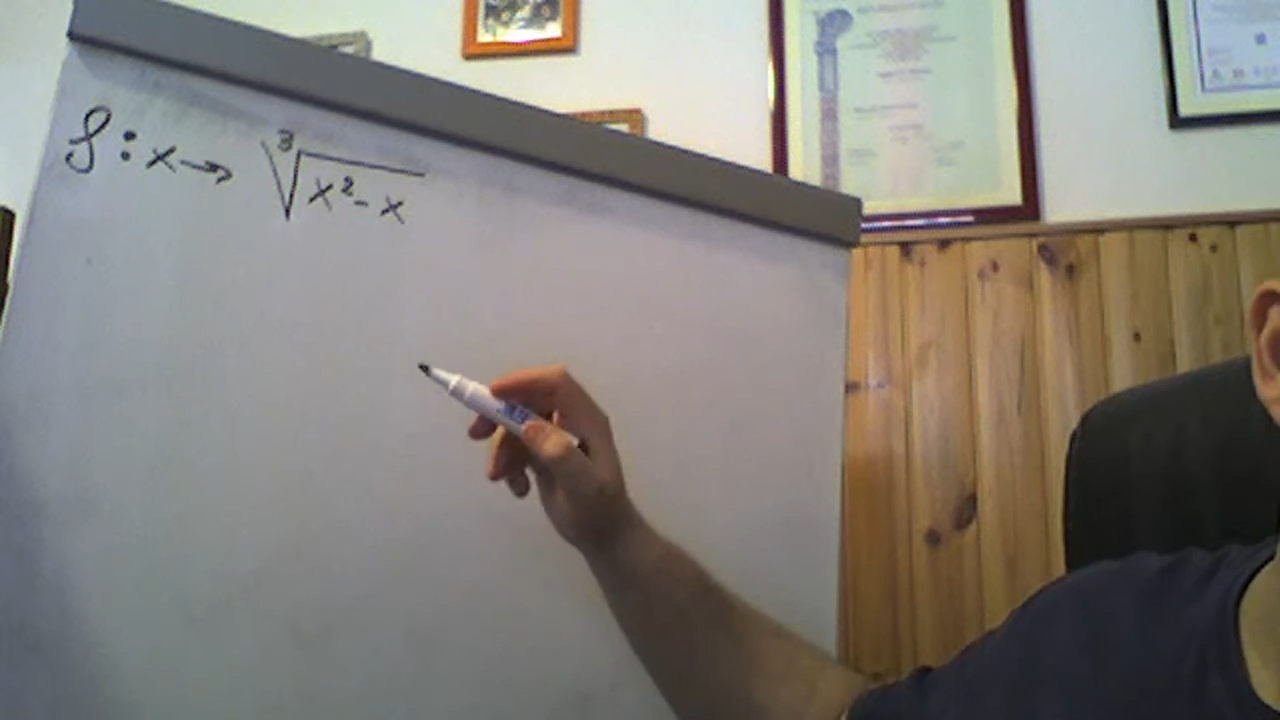 f : x → ∛(x² - x)